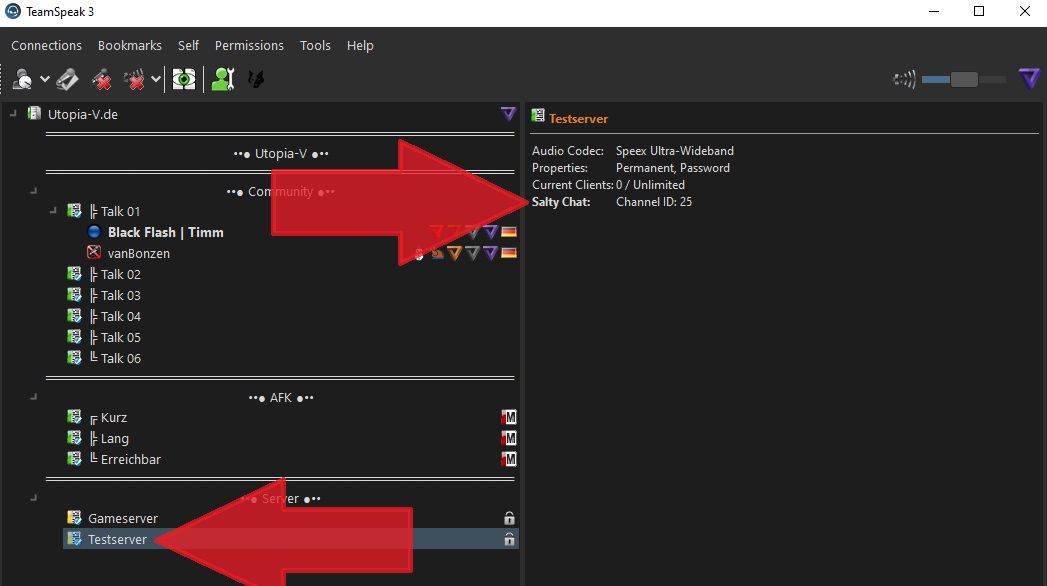 TeamSpeak 3
Connections Bookmarks Self Permissions Tools Help
Utopia-V.de
••● Utopia-V ●••
••● Community ●••
╠ Talk 01
Black Flash | Timm
vanBonzen
╠ Talk 02
╠ Talk 03
╠ Talk 04
╠ Talk 05
╚ Talk 06
••● AFK ●••
╔ Kurz
╠ Lang
╚ Erreichbar
••● Server ●••
Gameserver
Testserver
Testserver
Audio Codec: Speex Ultra-Wideband
Properties: Permanent, Password
Current Clients: 0 / Unlimited
Salty Chat: Channel ID: 25
M
M
M